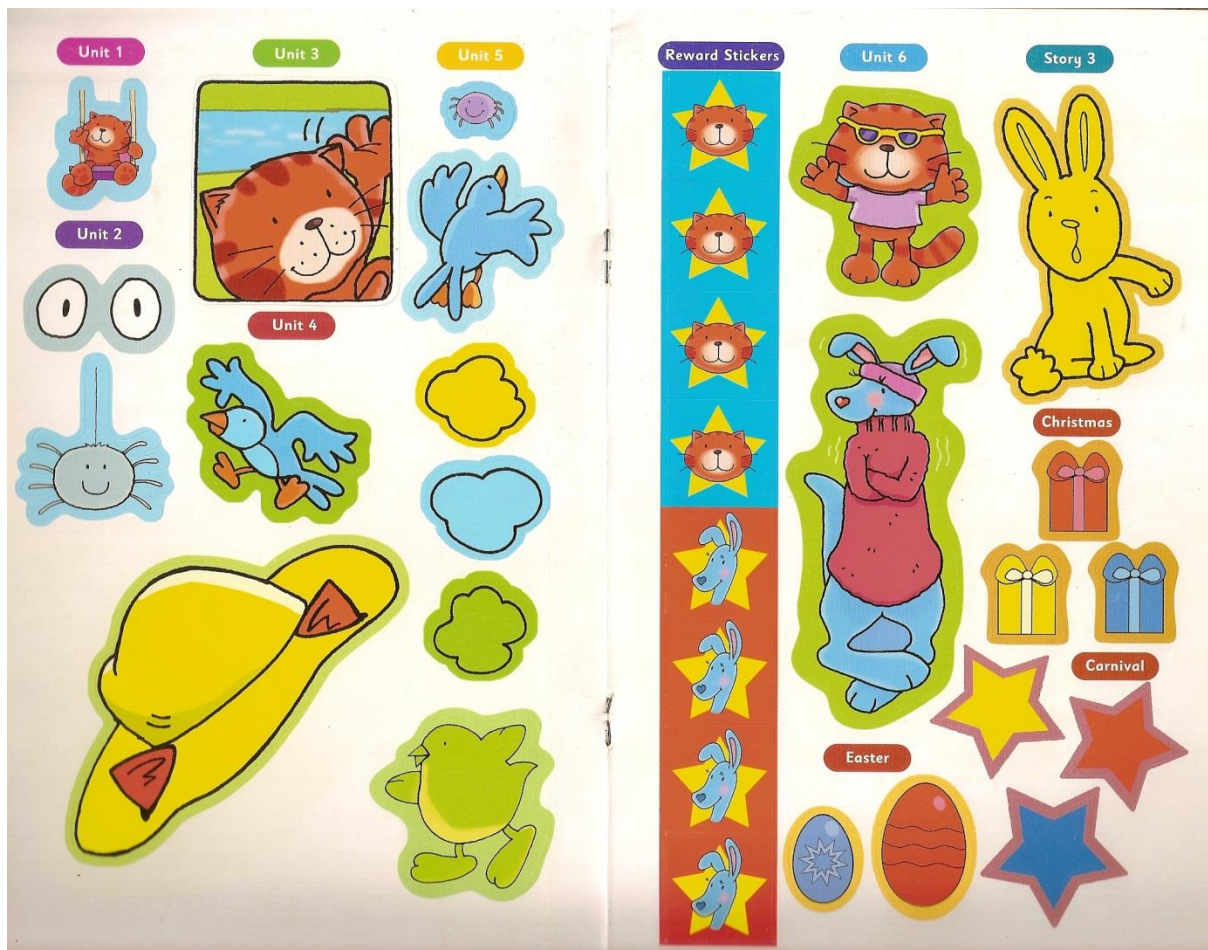 Unit 1
Unit 3
Unit 5
Unit 2
Unit 4
Reward Stickers
Unit 6
Story 3
Christmas
Carnival
Easter